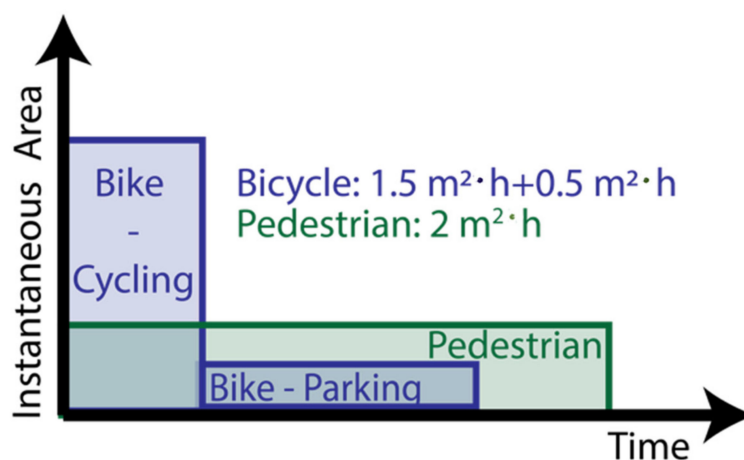 Instantaneous Area
Bike
-
Cycling
Bicycle: 1.5 m²·h+0.5 m²·h
Pedestrian: 2 m²·h
Pedestrian
Bike - Parking
Time